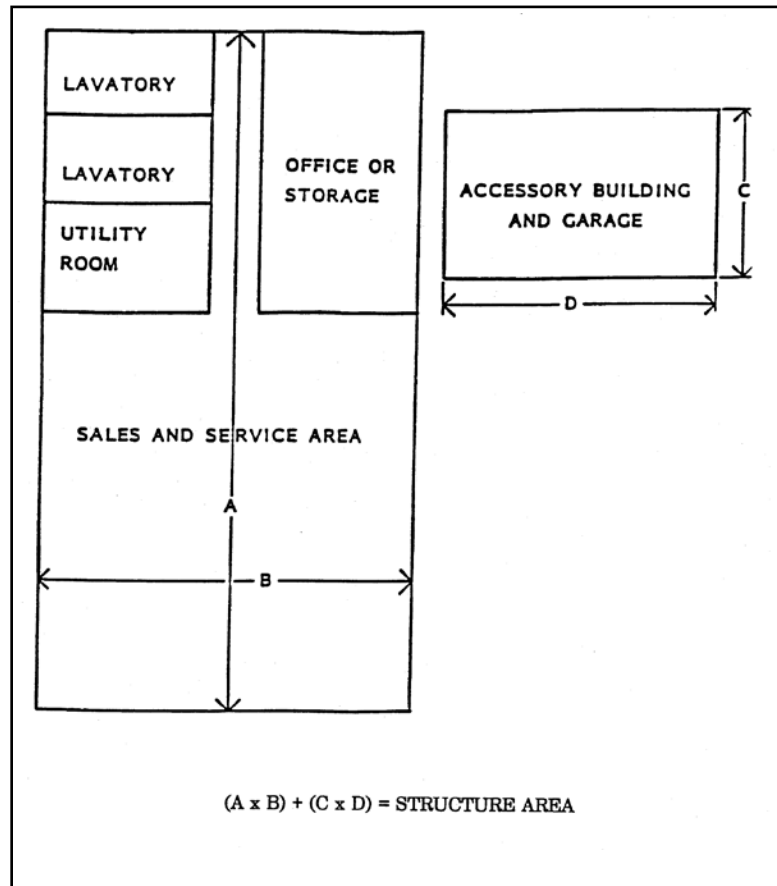 LAVATORY
LAVATORY
UTILITY
ROOM
OFFICE OR
STORAGE
ACCESSORY BUILDING
AND GARAGE
C
D
SALES AND SERVICE AREA
A
B
(A x B) + (C x D) = STRUCTURE AREA